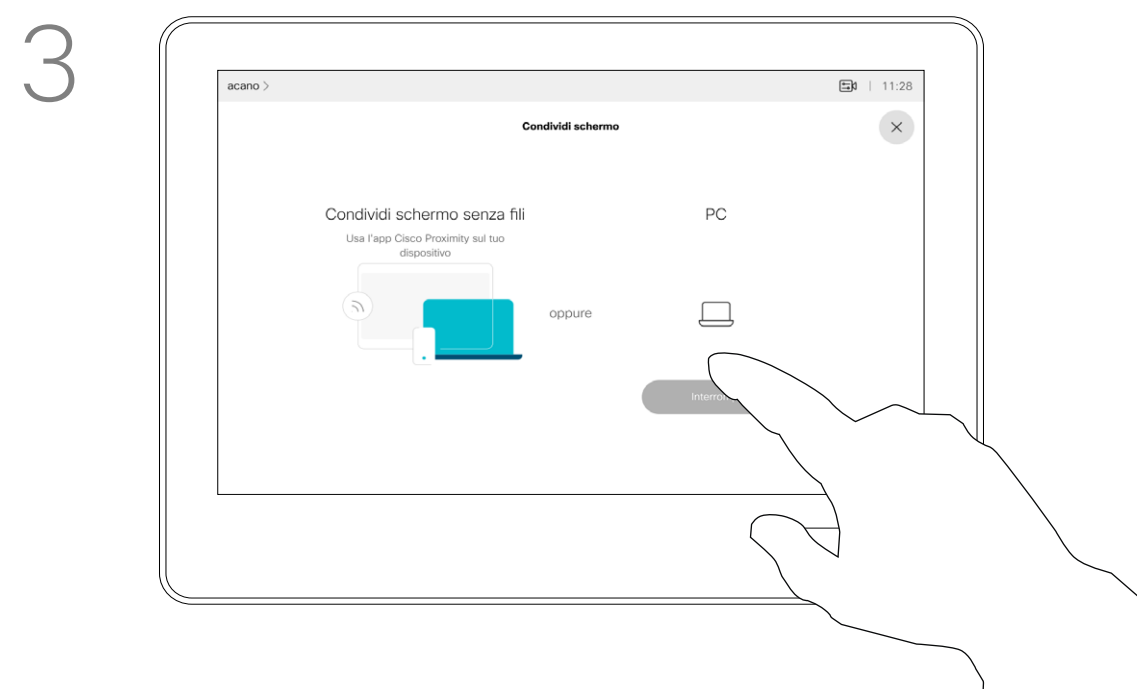 3
acano >
11:28
Condividi schermo
Condividi schermo senza fili
PC
Usa l'app Cisco Proximity sul tuo
dispositivo
oppure